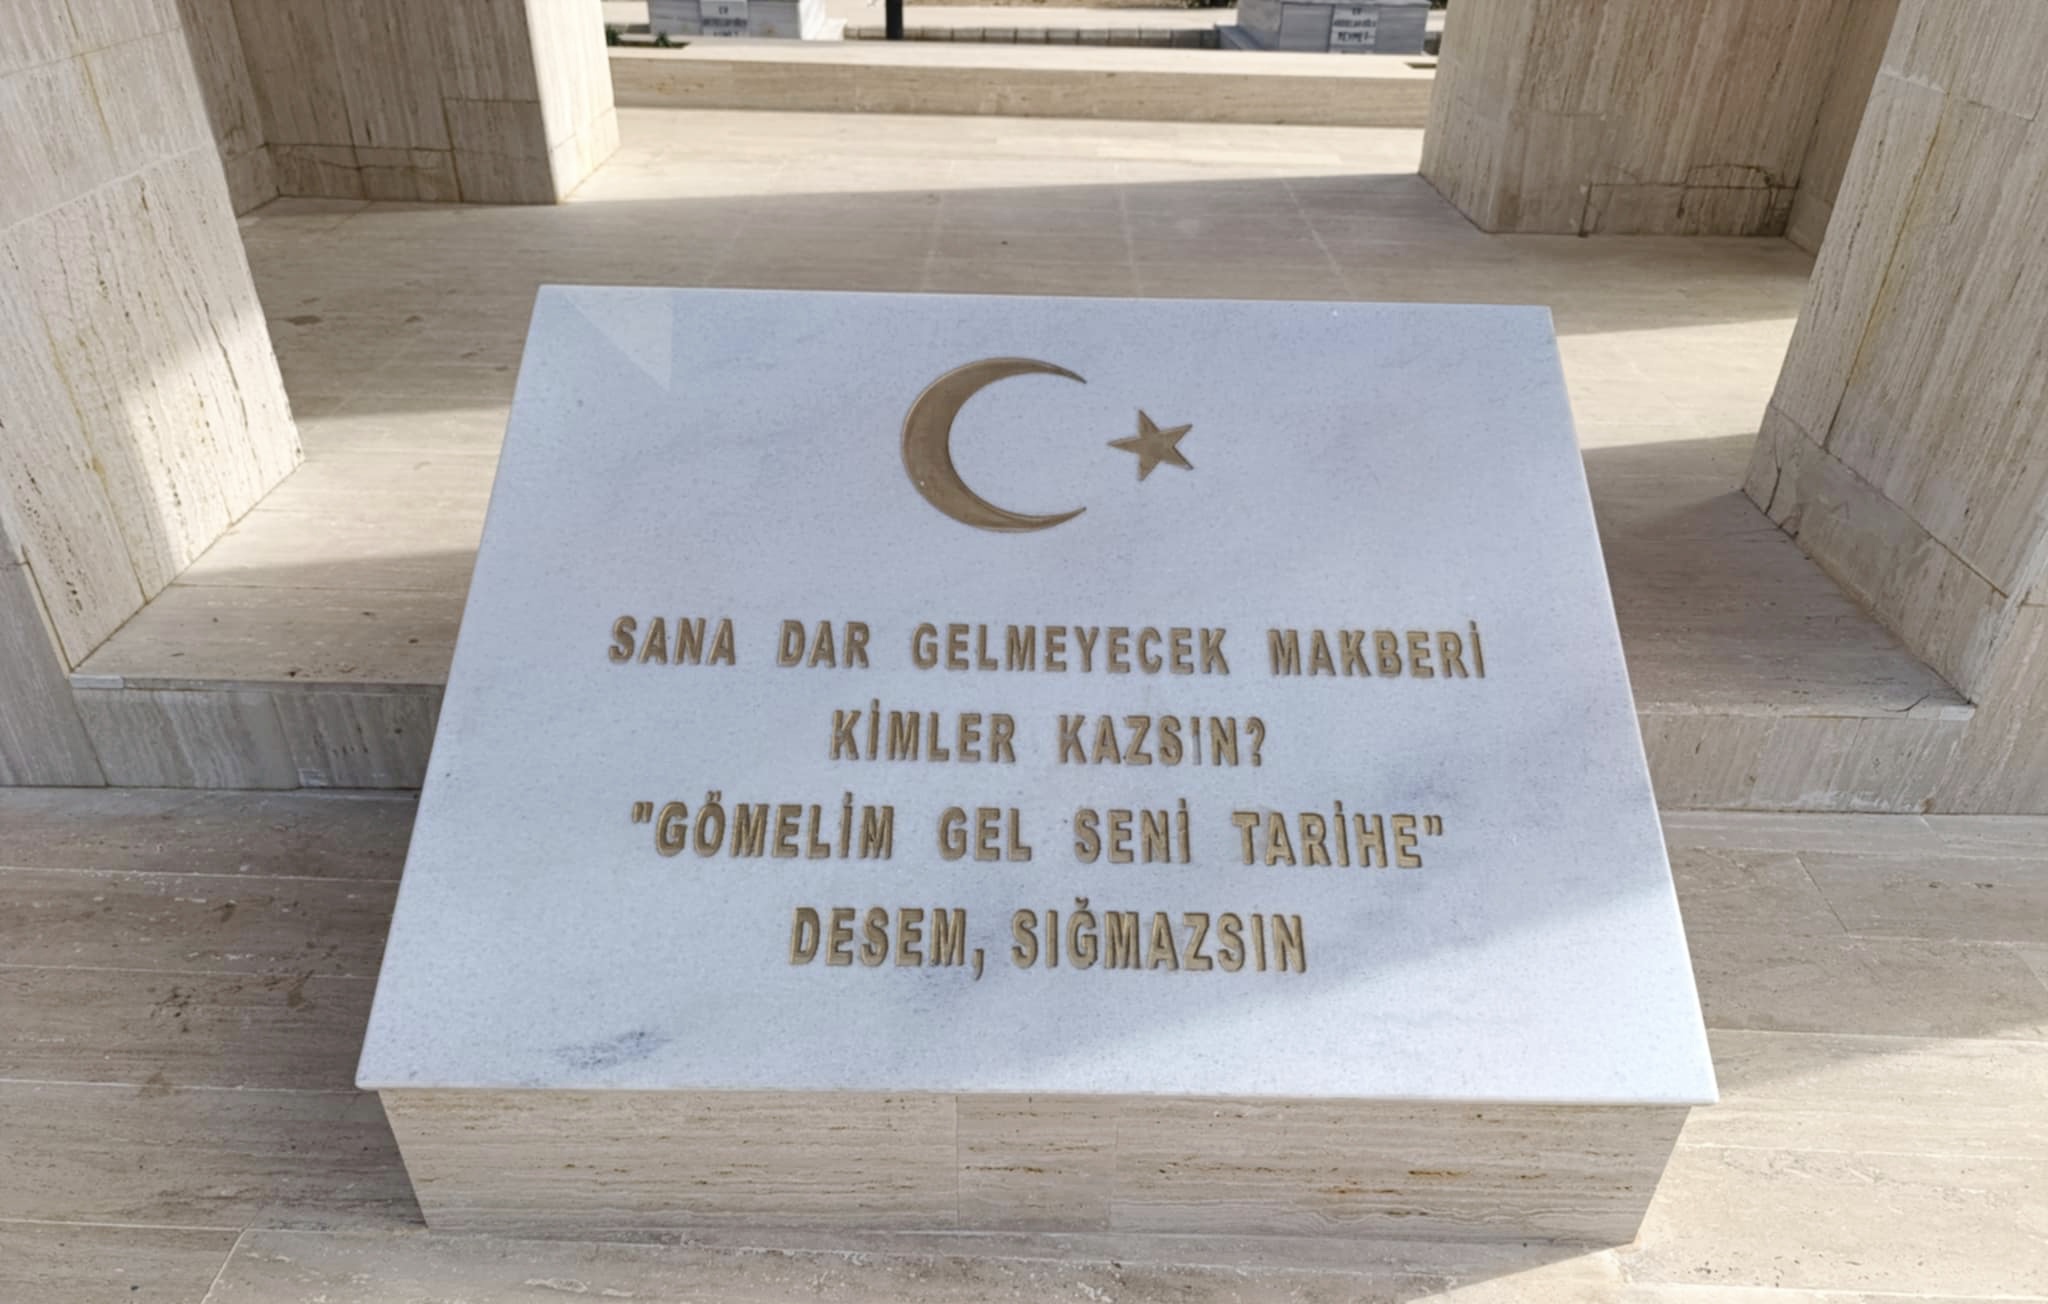 SANA DAR GELMEYECEK MAKBERİ
KİMLER KAZSIN?
"GÖMELİM GEL SENİ TARİHE"
DESEM, SIĞMAZSIN